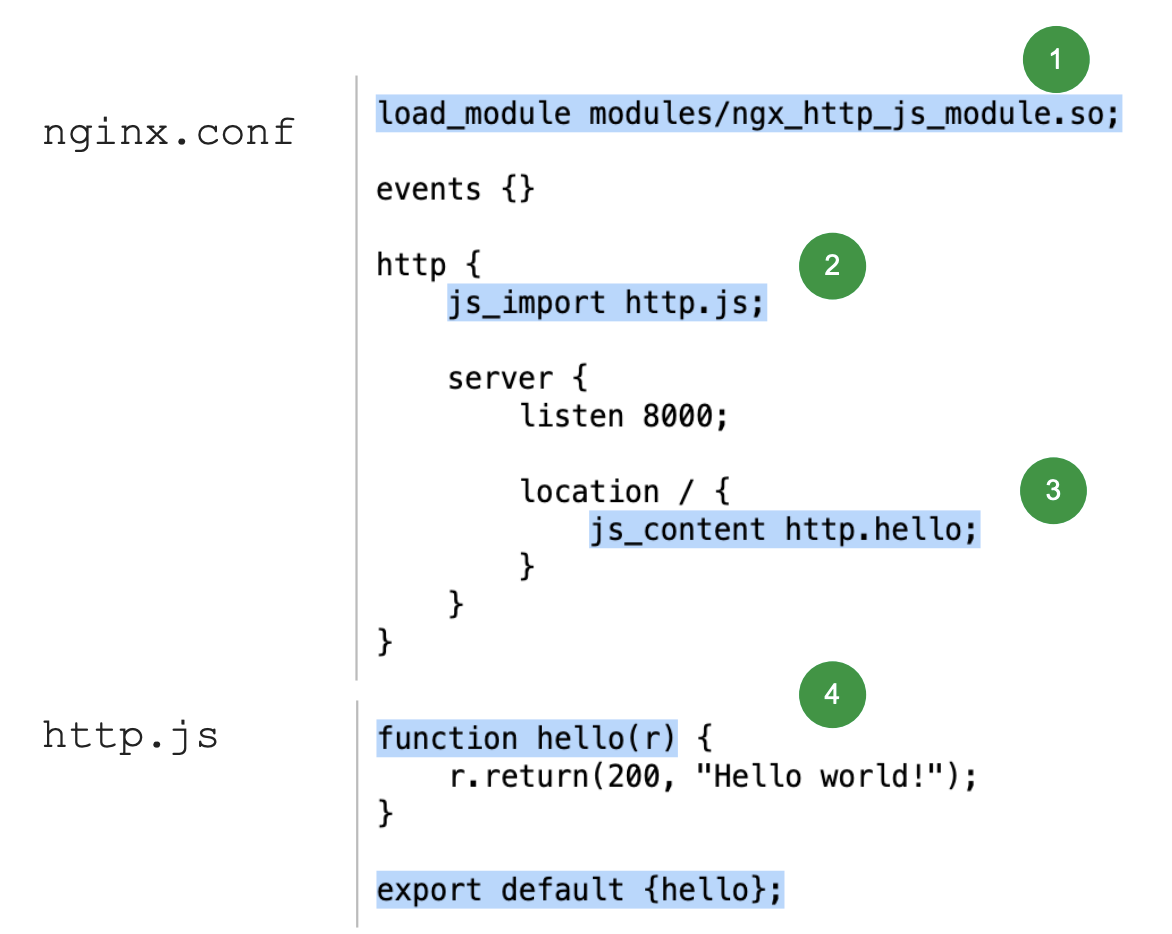 1
nginx.conf
load_module modules/ngx_http_js_module.so;
events {}
http {
2
js_import http.js;
server {
listen 8000;
location / {
3
js_content http.hello;
}
}
}
4
http.js
function hello(r) {
r.return(200, "Hello world!");
}
export default {hello};